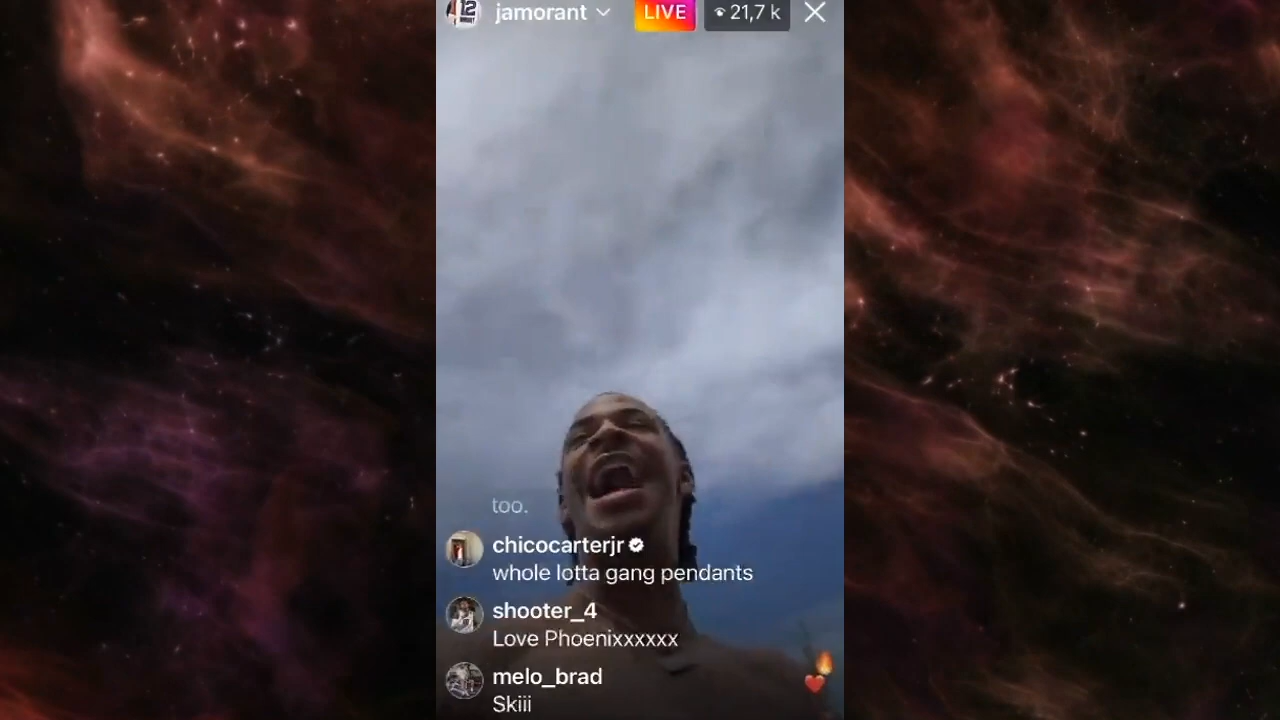 jamorant
LIVE
21,7 k
too.
chicocarterjr
whole lotta gang pendants
shooter_4
Love Phoenixxxxxx
melo_brad
Skiii